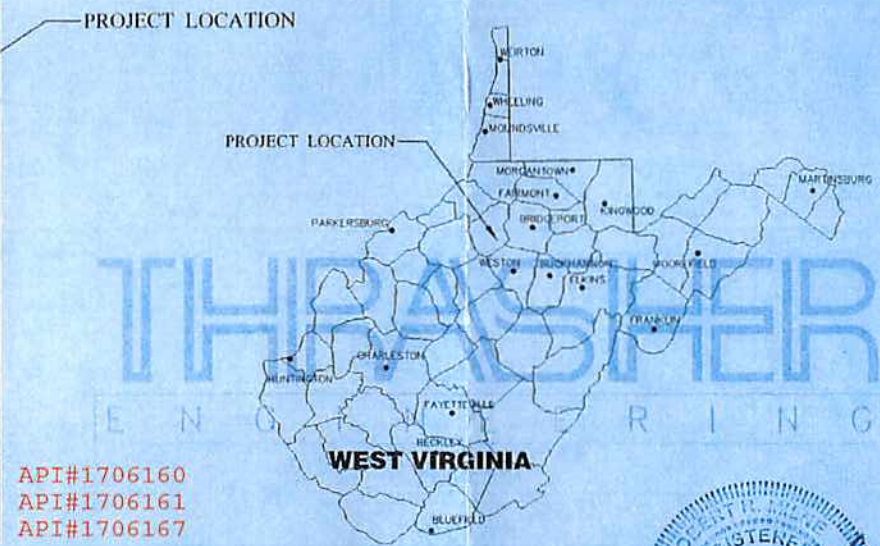 PROJECT LOCATION
WEIRTON
WHEELING
MOUNDSVILLE
PROJECT LOCATION
MORGANTOWN
MARTINSBURG
FAIRMONT
KINGWOOD
PARKERSBURG
BRIDGEPORT
WESTON
BUCKHANNON
MOOREFIELD
ELKINS
THRASHER
FRANKLIN
CHARLESTON
HUNTINGTON
FAYETTEVILLE
ENGINEERING
BECKLEY
WEST VIRGINIA
API#1706160
API#1706161
API#1706167
BLUEFIELD